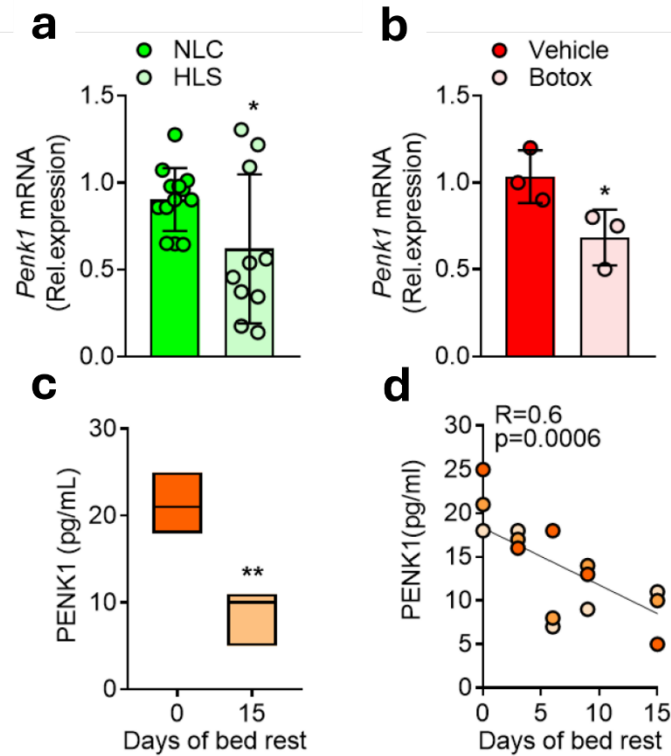 a
NLC
HLS
Penk1 mRNA
(Rel.expression)
1.5
1.0
0.5
0.0
*
b
Vehicle
Botox
Penk1 mRNA
(Rel.expression)
1.5
1.0
0.5
0.0
*
c
PENK1 (pg/mL)
30
20
10
0
**
0 15
Days of bed rest
d
R=0.6
p=0.0006
PENK1(pg/ml)
30
25
20
15
10
5
0
0 5 10 15
Days of bed rest